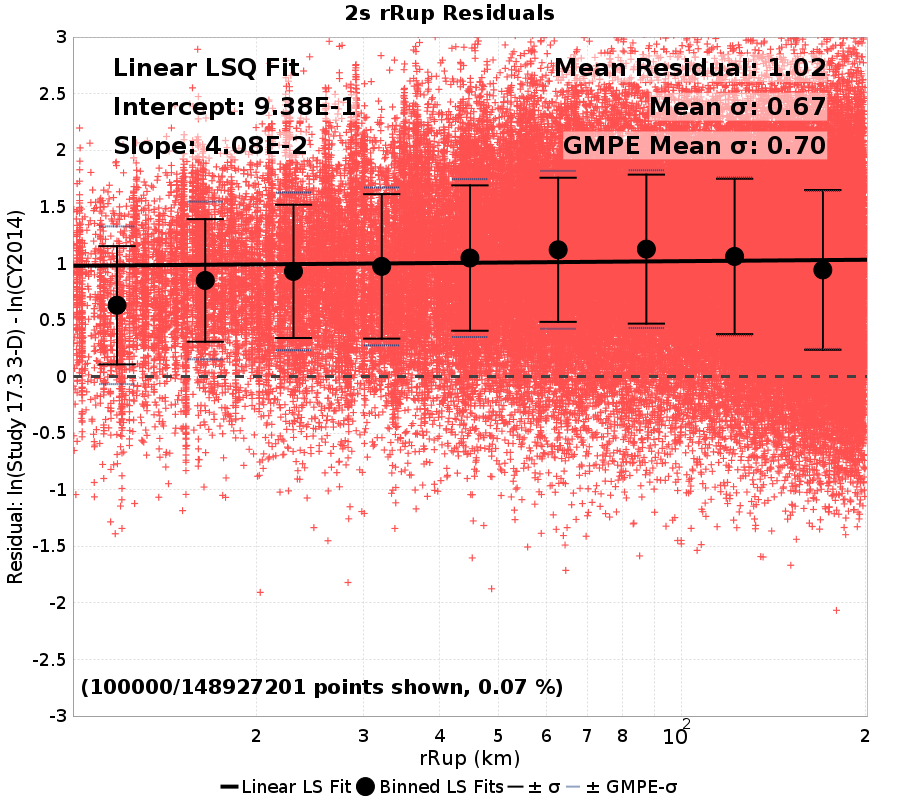 2s rRup Residuals
Linear LSQ Fit
Intercept: 9.38E-1
Slope: 4.08E-2
Mean Residual: 1.02
Mean σ: 0.67
GMPE Mean σ: 0.70
3
2.5
2
1.5
1
0.5
0
-0.5
-1
-1.5
-2
-2.5
-3
Residual: ln(Study 17.3 3-D) - ln(CY2014)
(100000/148927201 points shown, 0.07 %)
2 3 4 5 6 7 8 10² 2
rRup (km)
Linear LS Fit Binned LS Fits ± σ ± GMPE-σ